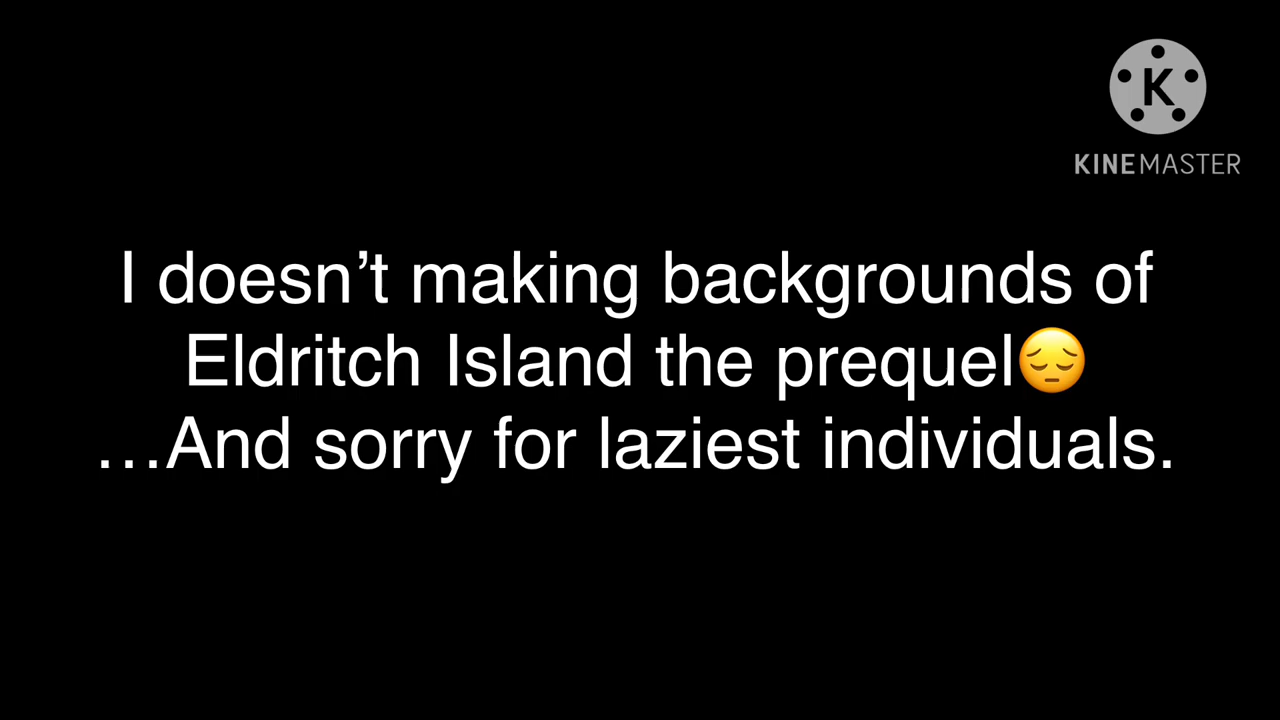 K
KINEMASTER
I doesn’t making backgrounds of
Eldritch Island the prequel😔
…And sorry for laziest individuals.